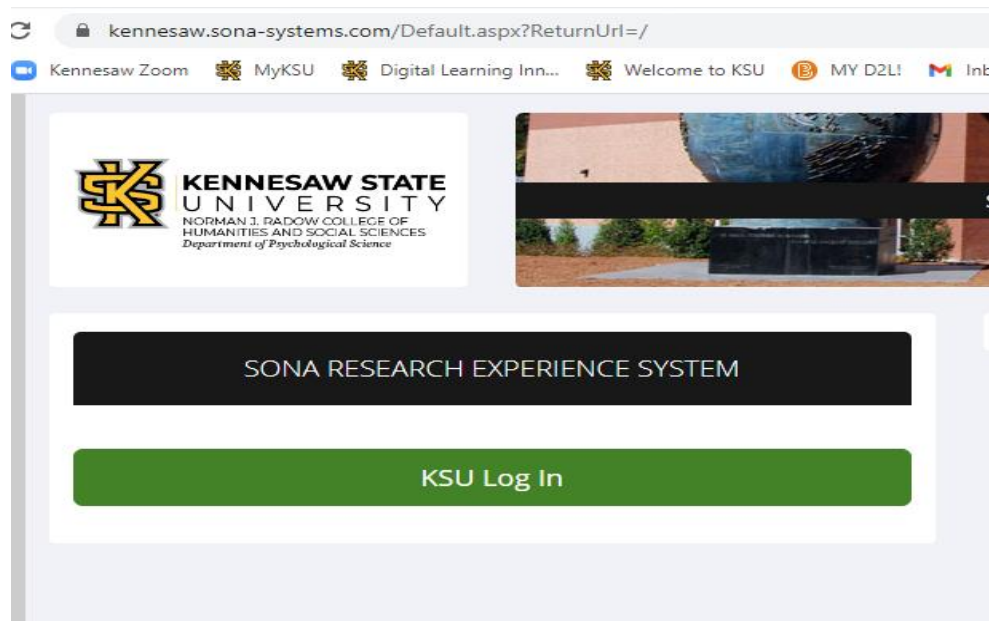 kennesaw.sona-systems.com/Default.aspx?ReturnUrl=/
Kennesaw Zoom MyKSU Digital Learning Inn... Welcome to KSU MY D2L! Inb
KENNESAW STATE
UNIVERSITY
NORMAN J. RADOW COLLEGE OF
HUMANITIES AND SOCIAL SCIENCES
Department of Psychological Science
SONA RESEARCH EXPERIENCE SYSTEM
KSU Log In